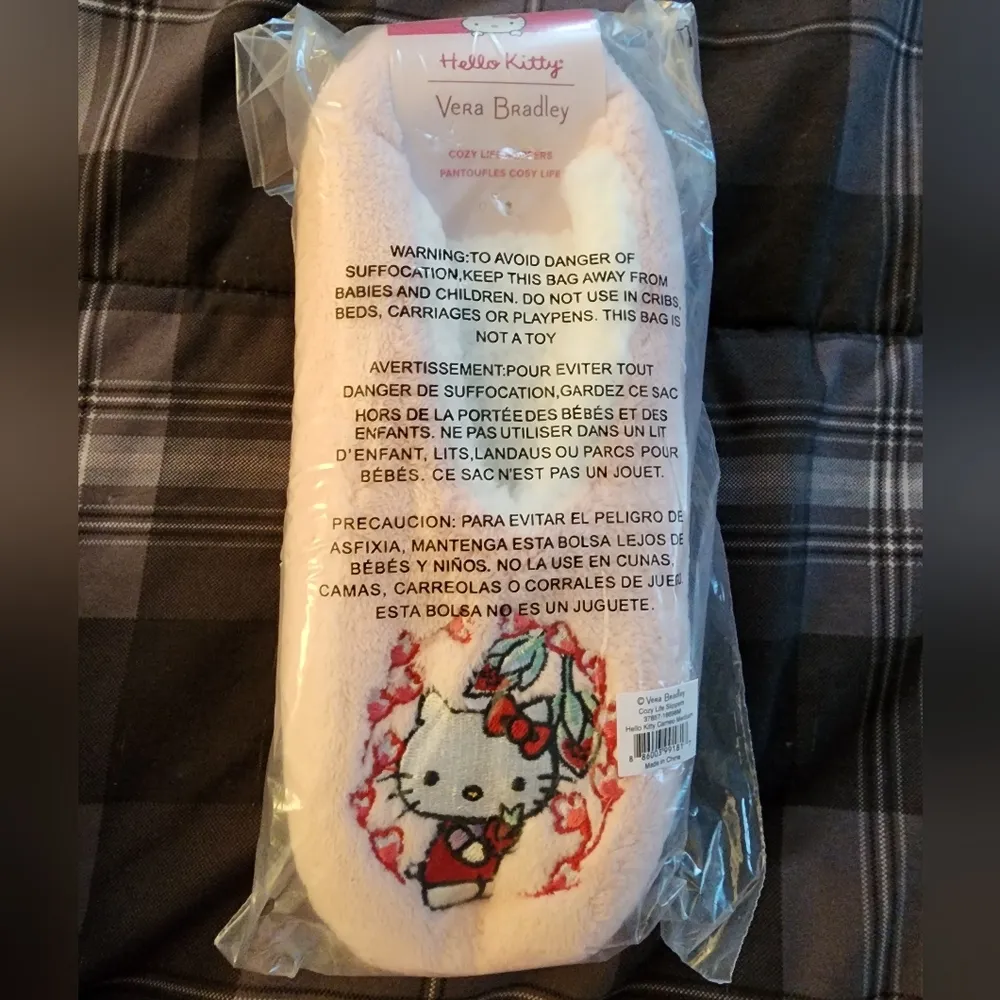 Hello Kitty
Vera Bradley
COZY LIFE SLIPPERS
PANTOUFLES COSY LIFE
WARNING:TO AVOID DANGER OF
SUFFOCATION,KEEP THIS BAG AWAY FROM
BABIES AND CHILDREN. DO NOT USE IN CRIBS,
BEDS, CARRIAGES OR PLAYPENS. THIS BAG IS
NOT A TOY
AVERTISSEMENT:POUR EVITER TOUT
DANGER DE SUFFOCATION,GARDEZ CE SAC
HORS DE LA PORTÉE DES BÉBÉS ET DES
ENFANTS. NE PAS UTILISER DANS UN LIT
D'ENFANT, LITS,LANDAUS OU PARCS POUR
BÉBÉS. CE SAC N'EST PAS UN JOUET.
PRECAUCION: PARA EVITAR EL PELIGRO DE
ASFIXIA, MANTENGA ESTA BOLSA LEJOS DE
BÉBÉS Y NIÑOS. NO LA USE EN CUNAS,
CAMAS, CARREOLAS O CORRALES DE JUEGO.
ESTA BOLSA NO ES UN JUGUETE.
© Vera Bradley
Cozy Life Slippers
Hello Kitty Cameo Medium
Made in China